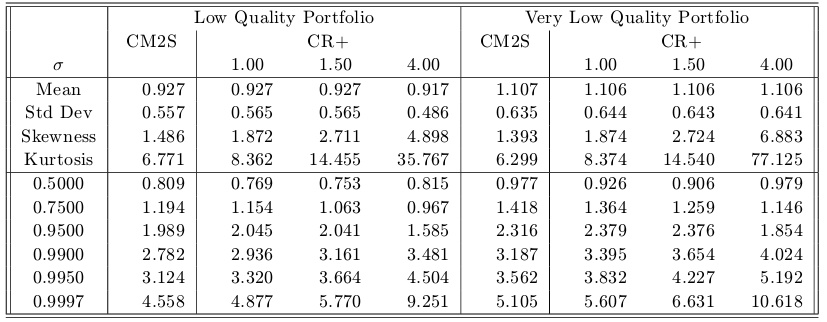 Low Quality Portfolio Very Low Quality Portfolio
CM2S CR+ CM2S CR+
σ 1.00 1.50 4.00 1.00 1.50 4.00
Mean 0.927 0.927 0.927 0.917 1.107 1.106 1.106 1.106
Std Dev 0.557 0.565 0.565 0.486 0.635 0.644 0.643 0.641
Skewness 1.486 1.872 2.711 4.898 1.393 1.874 2.724 6.883
Kurtosis 6.771 8.362 14.455 35.767 6.299 8.374 14.540 77.125
0.5000 0.809 0.769 0.753 0.815 0.977 0.926 0.906 0.979
0.7500 1.194 1.154 1.063 0.967 1.418 1.364 1.259 1.146
0.9500 1.989 2.045 2.041 1.585 2.316 2.379 2.376 1.854
0.9900 2.782 2.936 3.161 3.481 3.187 3.395 3.654 4.024
0.9950 3.124 3.320 3.664 4.504 3.562 3.832 4.227 5.192
0.9997 4.558 4.877 5.770 9.251 5.105 5.607 6.631 10.618